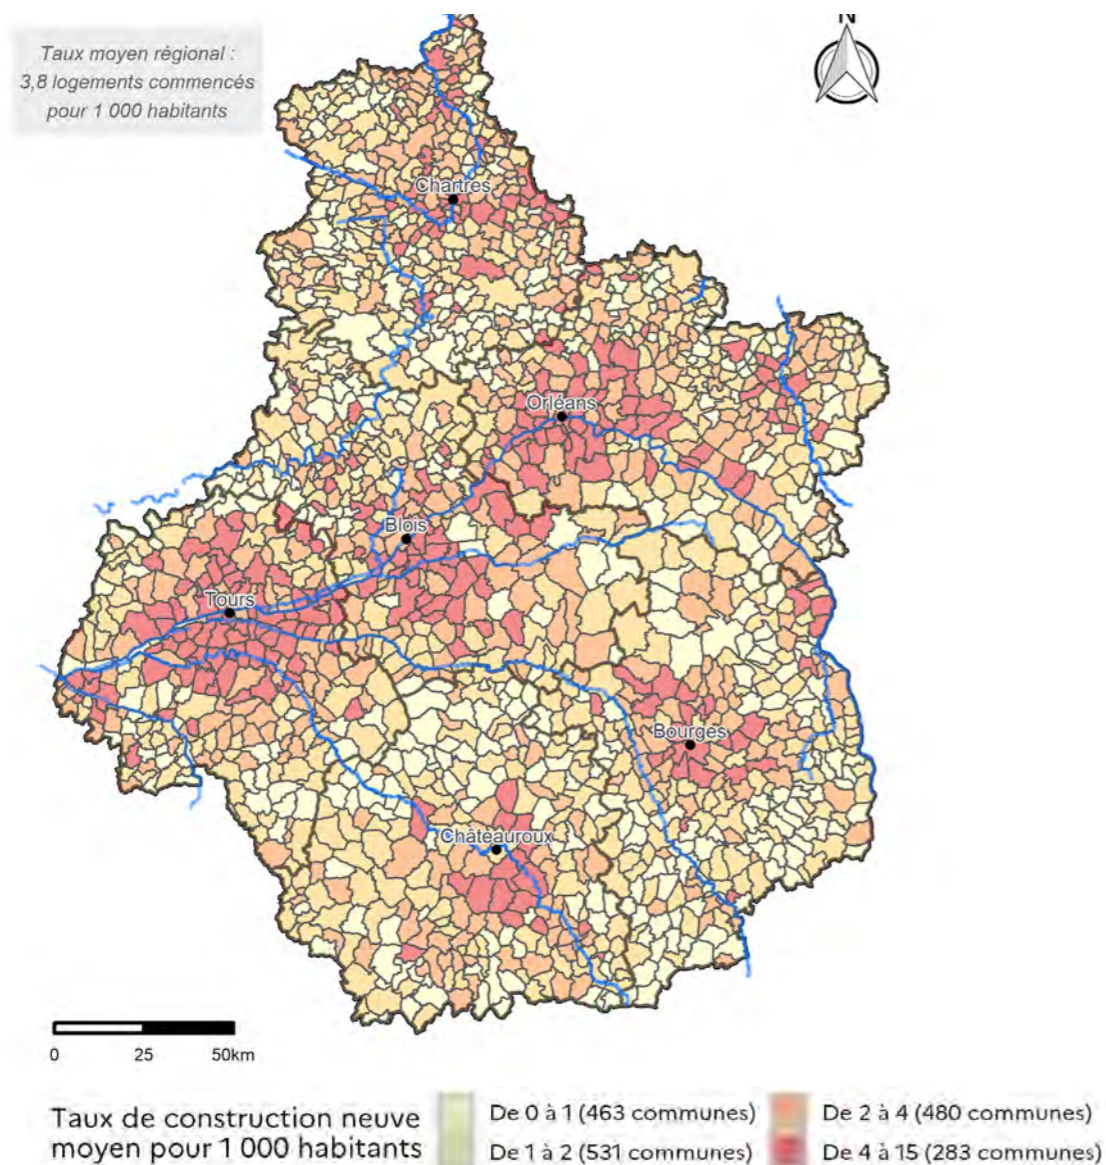 N
Taux moyen régional :
3,8 logements commencés
pour 1 000 habitants
Chartres
Orléans
Blois
Tours
Bourges
Châteauroux
0 25 50km
Taux de construction neuve
moyen pour 1 000 habitants
De 0 à 1 (463 communes)
De 1 à 2 (531 communes)
De 2 à 4 (480 communes)
De 4 à 15 (283 communes)